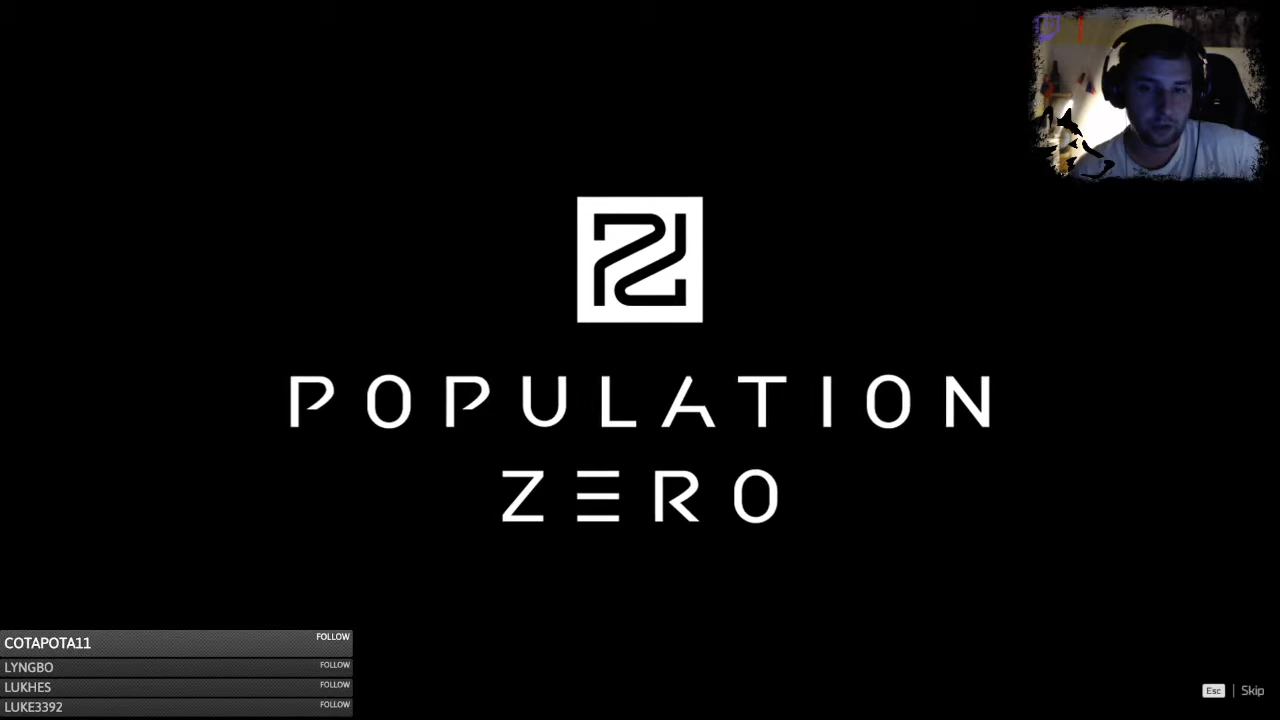 POPULATION
ZERO
COTAPOTA11 FOLLOW
LYNGBO FOLLOW
LUKHES FOLLOW
LUKE3392 FOLLOW
Esc | Skip